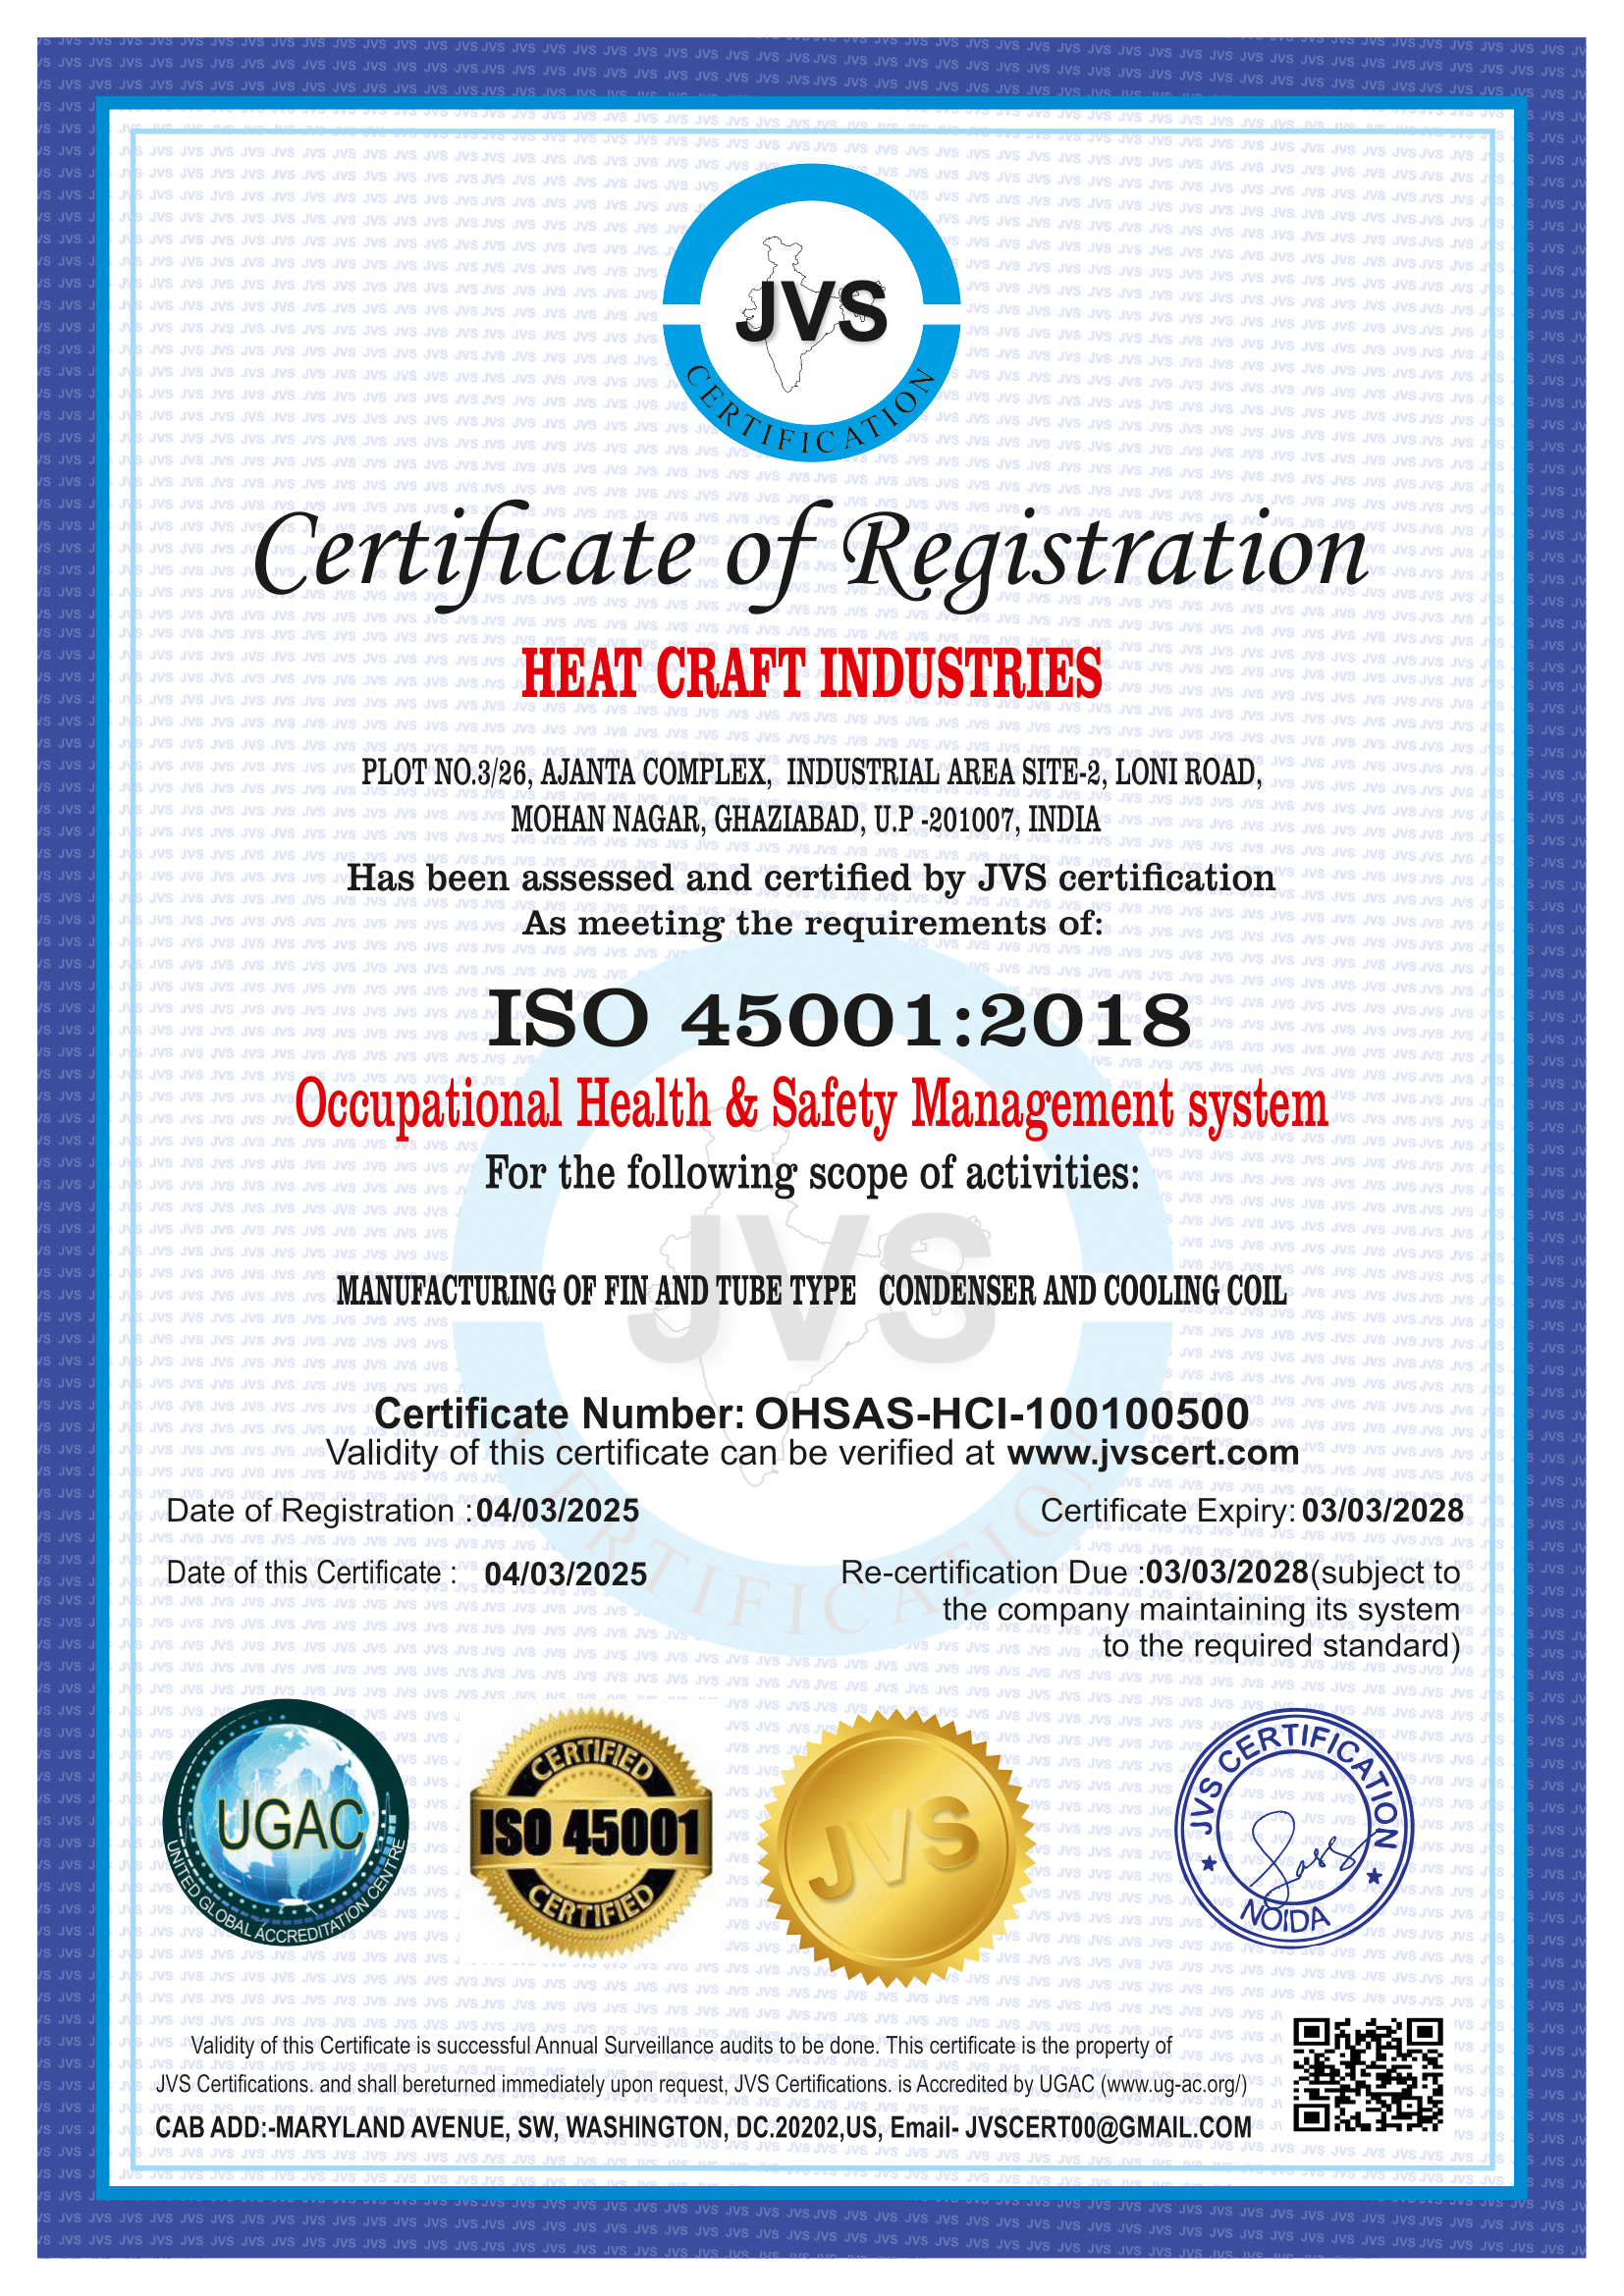 JVS
CERTIFICATION
Certificate of Registration
HEAT CRAFT INDUSTRIES
PLOT NO.3/26, AJANTA COMPLEX, INDUSTRIAL AREA SITE-2, LONI ROAD,
MOHAN NAGAR, GHAZIABAD, U.P -201007, INDIA
Has been assessed and certified by JVS certification
As meeting the requirements of:
ISO 45001:2018
Occupational Health & Safety Management system
For the following scope of activities:
JVS
MANUFACTURING OF FIN AND TUBE TYPE CONDENSER AND COOLING COIL
Certificate Number: OHSAS-HCI-100100500
Validity of this certificate can be verified at www.jvscert.com
Date of Registration : 04/03/2025
Certificate Expiry: 03/03/2028
Date of this Certificate : 04/03/2025
Re-certification Due :03/03/2028(subject to
the company maintaining its system
to the required standard)
CERTIFICATION
UGAC
UNITED GLOBAL ACCREDITATION CENTRE
CERTIFIED
ISO 45001
CERTIFIED
JVS
JVS CERTIFICATION
NOIDA
Validity of this Certificate is successful Annual Surveillance audits to be done. This certificate is the property of
JVS Certifications. and shall bereturned immediately upon request, JVS Certifications. is Accredited by UGAC (www.ug-ac.org/)
CAB ADD:-MARYLAND AVENUE, SW, WASHINGTON, DC.20202,US, Email- JVSCERT00@GMAIL.COM